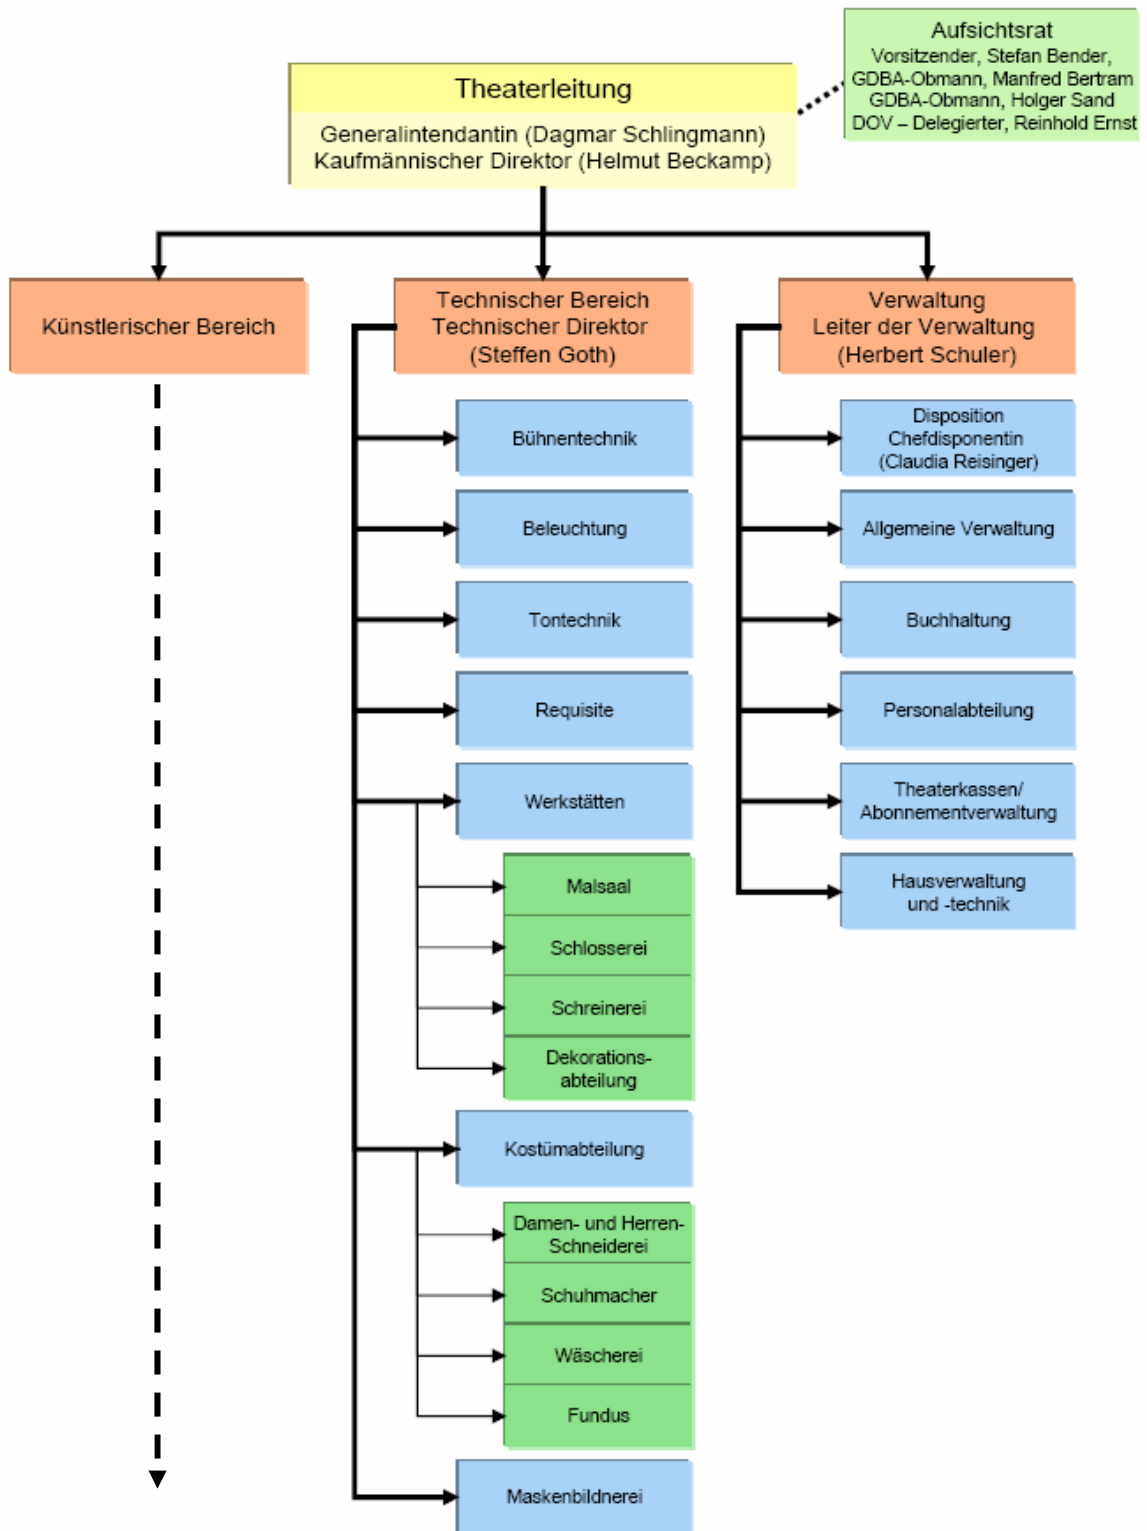 Aufsichtsrat
Vorsitzender, Stefan Bender,
GDBA-Obmann, Manfred Bertram
GDBA-Obmann, Holger Sand
DOV – Delegierter, Reinhold Ernst
Theaterleitung
Generalintendantin (Dagmar Schlingmann)
Kaufmännischer Direktor (Helmut Beckamp)
Künstlerischer Bereich
Technischer Bereich
Technischer Direktor
(Steffen Goth)
Bühnentechnik
Beleuchtung
Tontechnik
Requisite
Werkstätten
Malsaal
Schlosserei
Schreinerei
Dekorations-
abteilung
Kostümabteilung
Damen- und Herren-
Schneiderei
Schuhmacher
Wäscherei
Fundus
Maskenbildnerei
Verwaltung
Leiter der Verwaltung
(Herbert Schuler)
Disposition
Chefdisponentin
(Claudia Reisinger)
Allgemeine Verwaltung
Buchhaltung
Personalabteilung
Theaterkassen/
Abonnementverwaltung
Hausverwaltung
und -technik